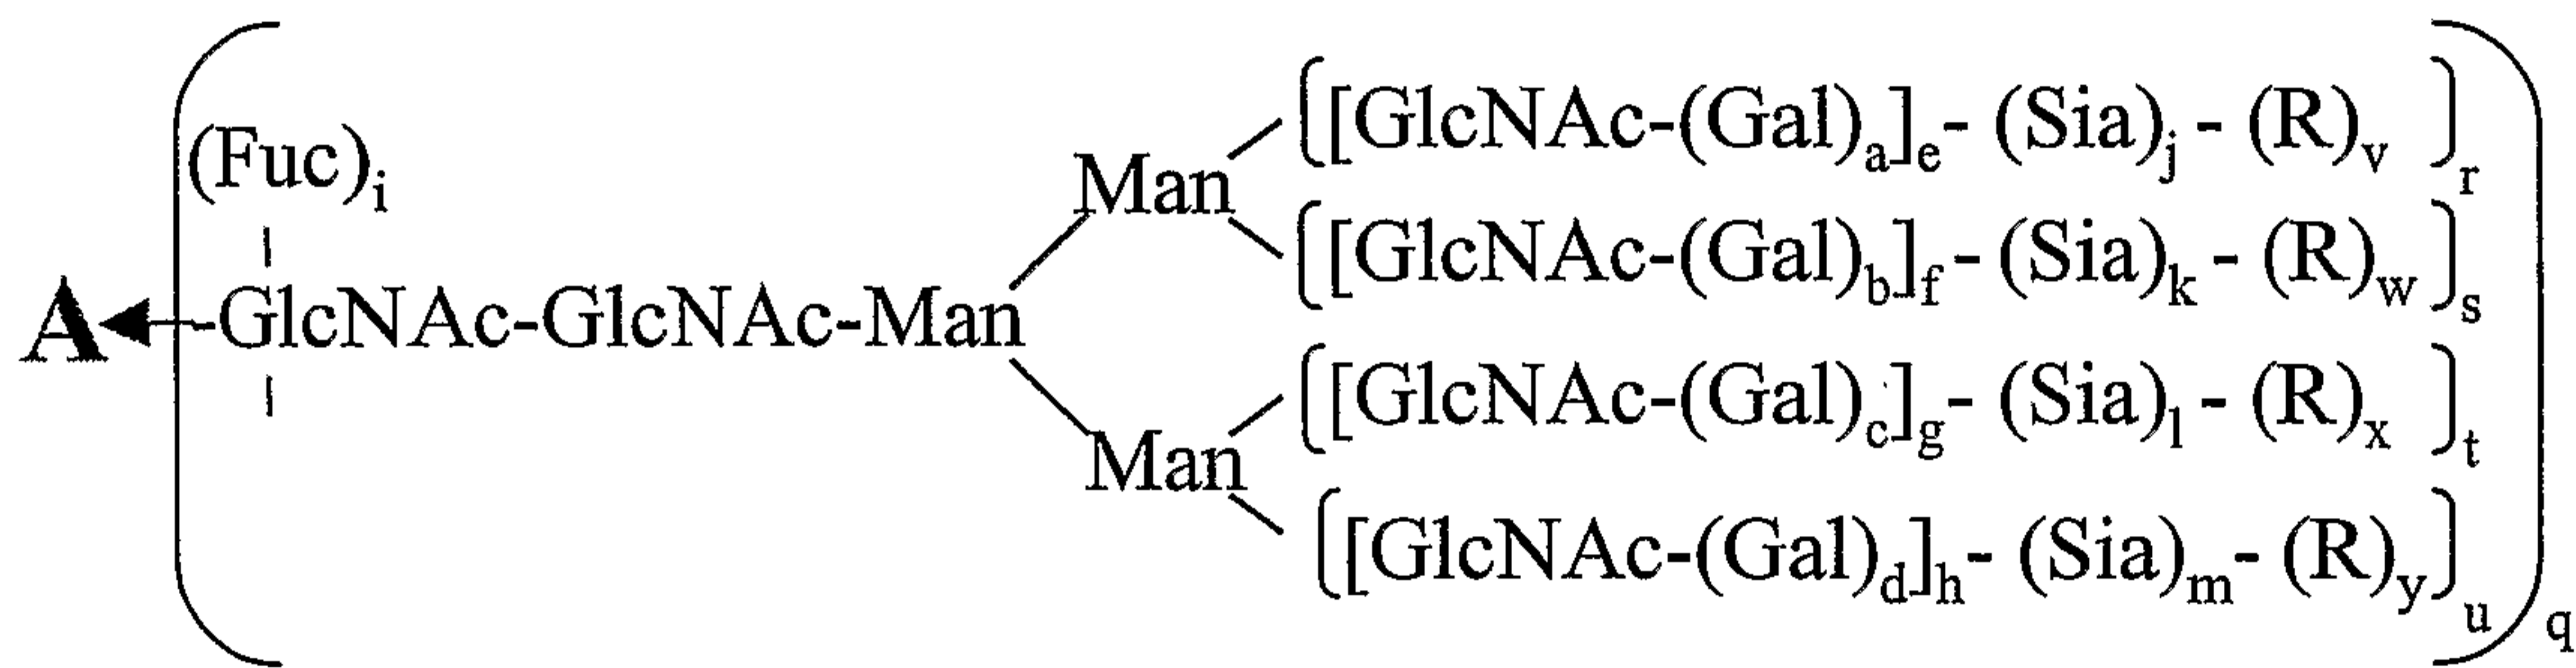 [GlcNAc-(Gal)a]e- (Sia)j - (R)v r
(Fuc)i
Man
[GlcNAc-(Gal)b]f - (Sia)k - (R)w s
A -GlcNAc-GlcNAc-Man
[GlcNAc-(Gal)c]g- (Sia)l - (R)x t
Man
[GlcNAc-(Gal)d]h- (Sia)m- (R)y u
q